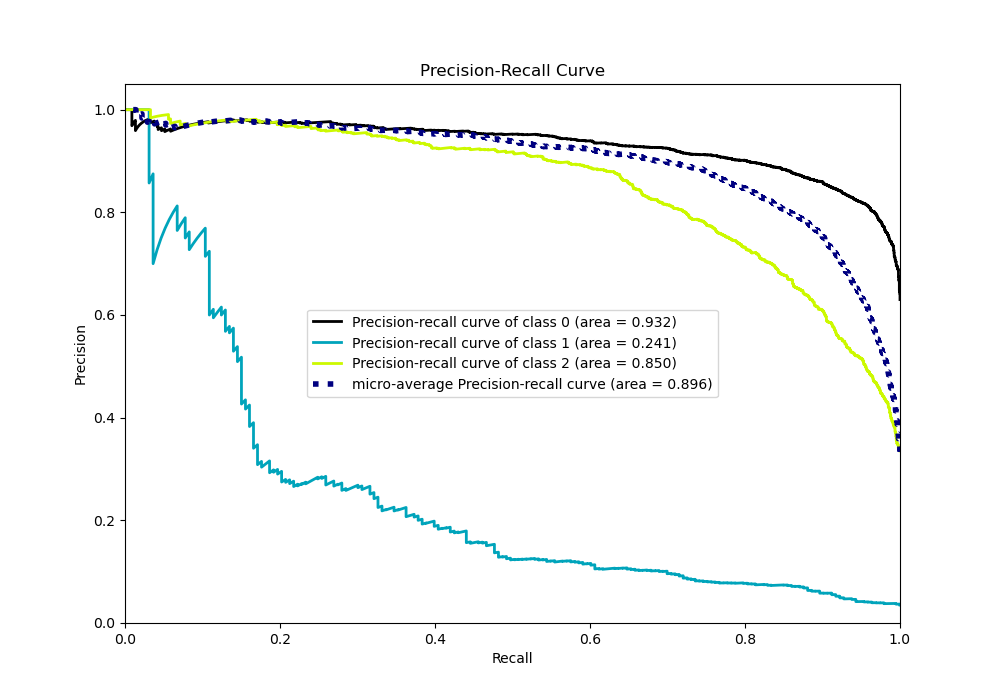 Precision-Recall Curve
1.0
0.8
0.6
0.4
0.2
0.0
Precision
Precision-recall curve of class 0 (area = 0.932)
Precision-recall curve of class 1 (area = 0.241)
Precision-recall curve of class 2 (area = 0.850)
micro-average Precision-recall curve (area = 0.896)
0.0 0.2 0.4 0.6 0.8 1.0
Recall